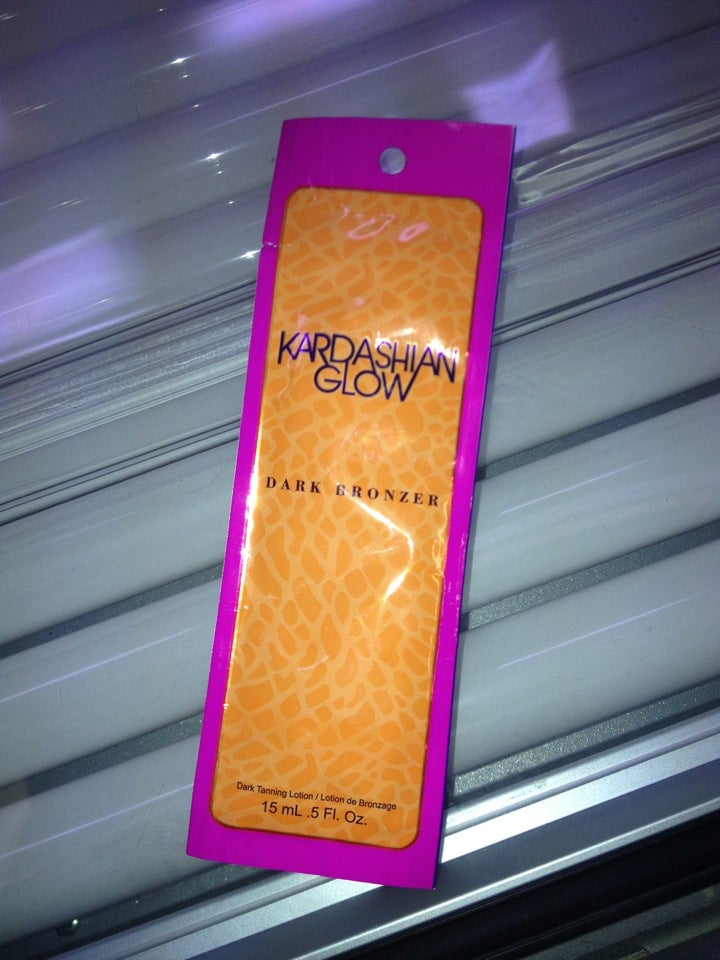 KARDASHIAN
GLOW
DARK BRONZER
Dark Tanning Lotion / Lotion de Bronzage
15 mL .5 Fl. Oz.